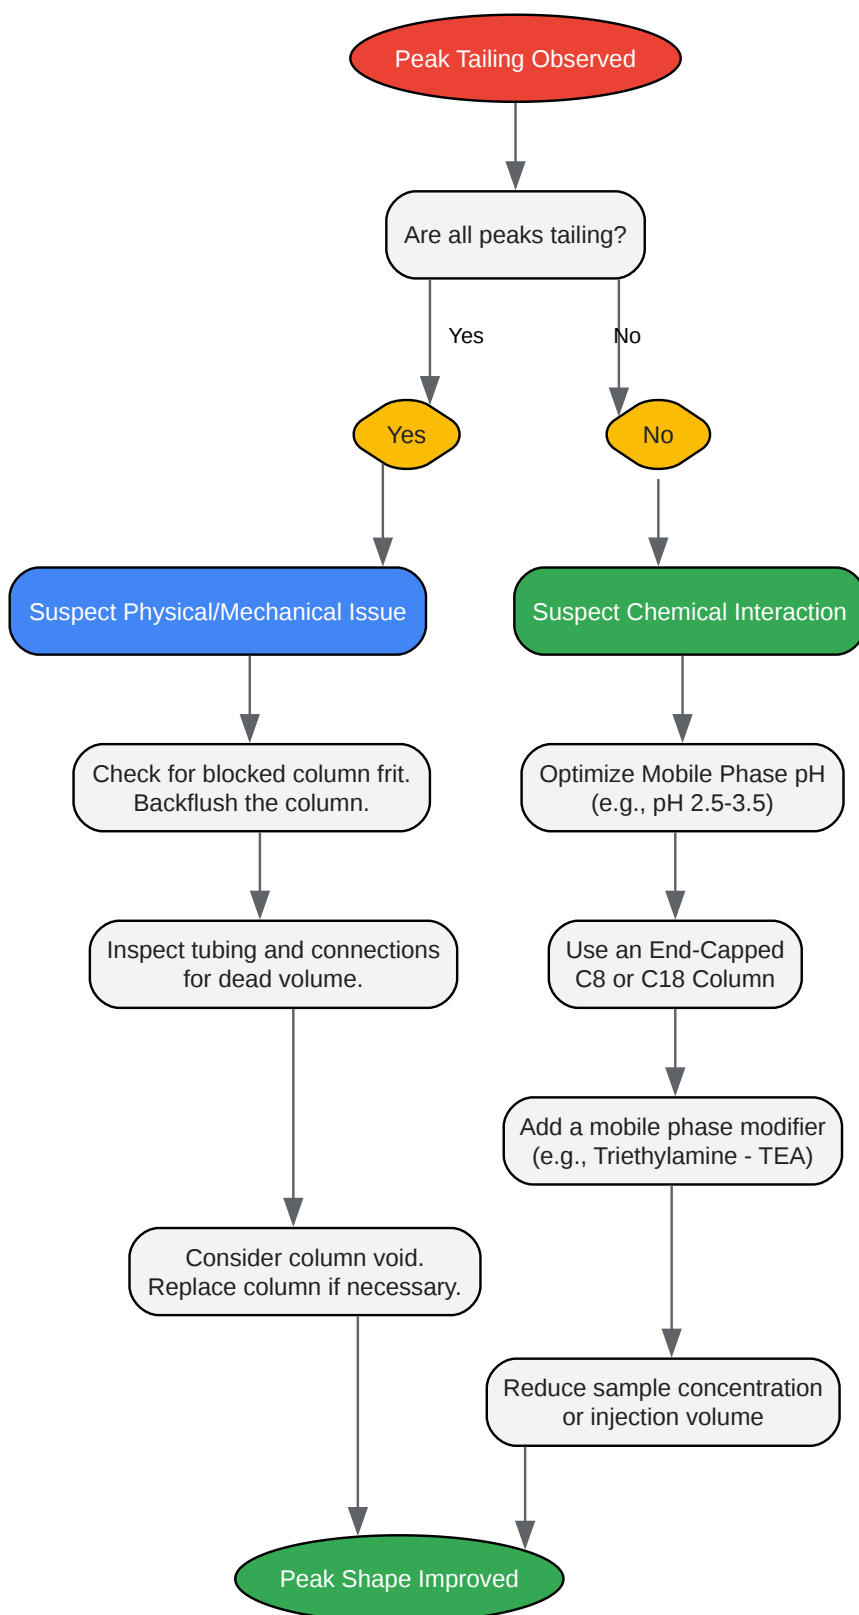 Peak Tailing Observed
Are all peaks tailing?
Yes
No
Yes
No
Suspect Physical/Mechanical Issue
Suspect Chemical Interaction
Check for blocked column frit.
Backflush the column.
Optimize Mobile Phase pH
(e.g., pH 2.5-3.5)
Inspect tubing and connections
for dead volume.
Use an End-Capped
C8 or C18 Column
Add a mobile phase modifier
(e.g., Triethylamine - TEA)
Consider column void.
Replace column if necessary.
Reduce sample concentration
or injection volume
Peak Shape Improved